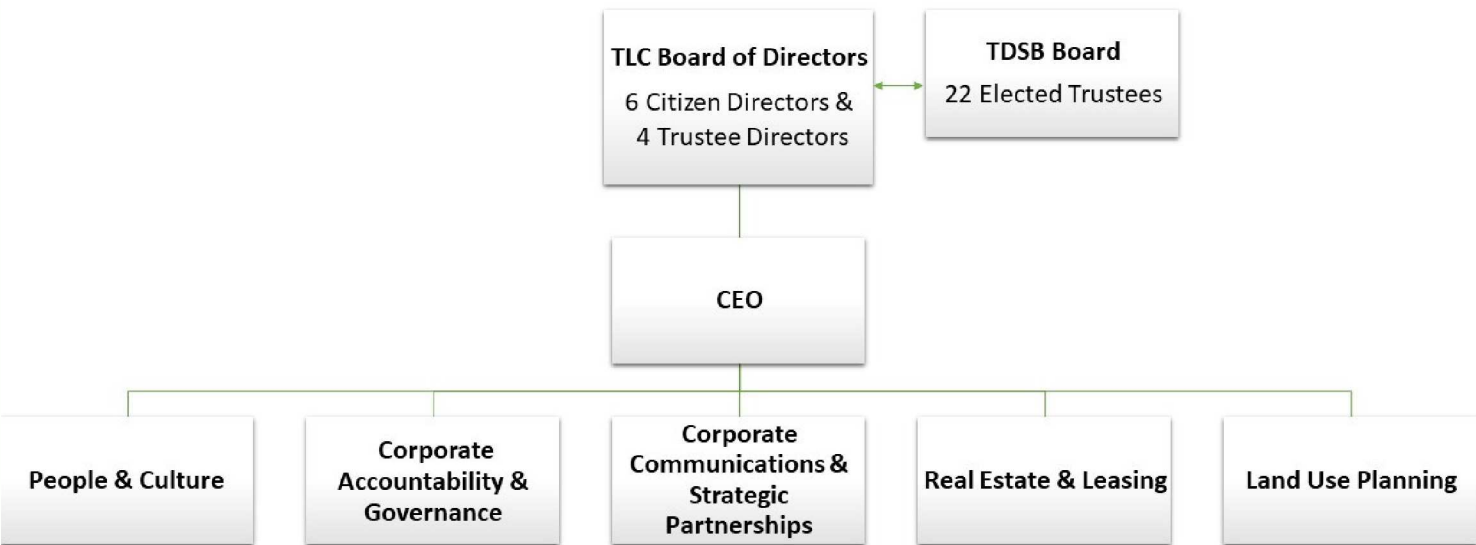 TLC Board of Directors
6 Citizen Directors &
4 Trustee Directors
TDSB Board
22 Elected Trustees
CEO
People & Culture
Corporate
Accountability &
Governance
Corporate
Communications &
Strategic
Partnerships
Real Estate & Leasing
Land Use Planning